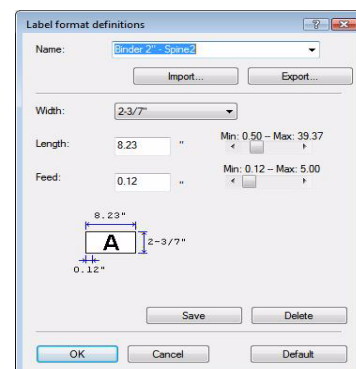 Label format definitions
Name: Binder 2" - Spine2
Import... Export...
Width: 2-3/7"
Length: 8.23 " Min: 0.50 – Max: 39.37
Feed: 0.12 " Min: 0.12 – Max: 5.00
8.23"
A 2-3/7"
0.12"
Save Delete
OK Cancel Default